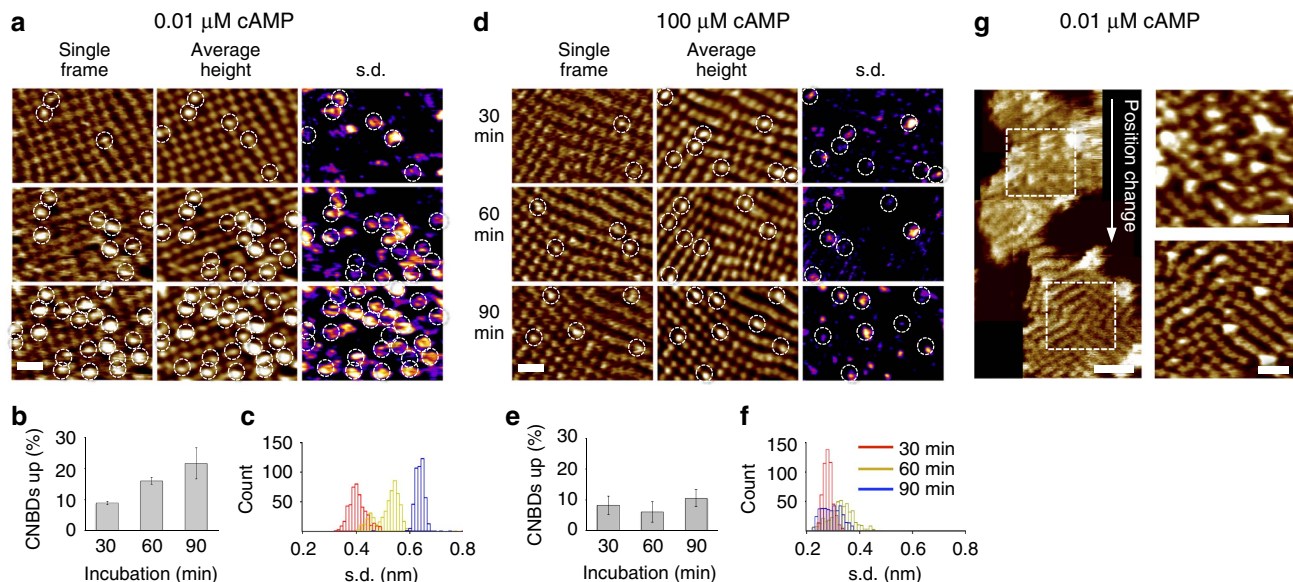 a
0.01 μM cAMP
Single
frame
Average
height
s.d.
d
100 μM cAMP
Single
frame
Average
height
s.d.
30
min
60
min
90
min
g
0.01 μM cAMP
Position change
b
CNBDs up (%)
30
20
10
0
30 60 90
Incubation (min)
c
Count
150
100
50
0.2 0.4 0.6 0.8
s.d. (nm)
e
CNBDs up (%)
30
20
10
0
30 60 90
Incubation (min)
f
Count
150
100
50
30 min
60 min
90 min
0.2 0.4 0.6 0.8
s.d. (nm)